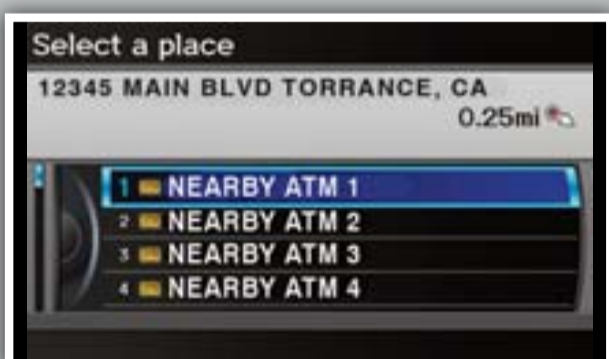 Select a place
12345 MAIN BLVD TORRANCE, CA
0.25mi
1 NEARBY ATM 1
2 NEARBY ATM 2
3 NEARBY ATM 3
4 NEARBY ATM 4